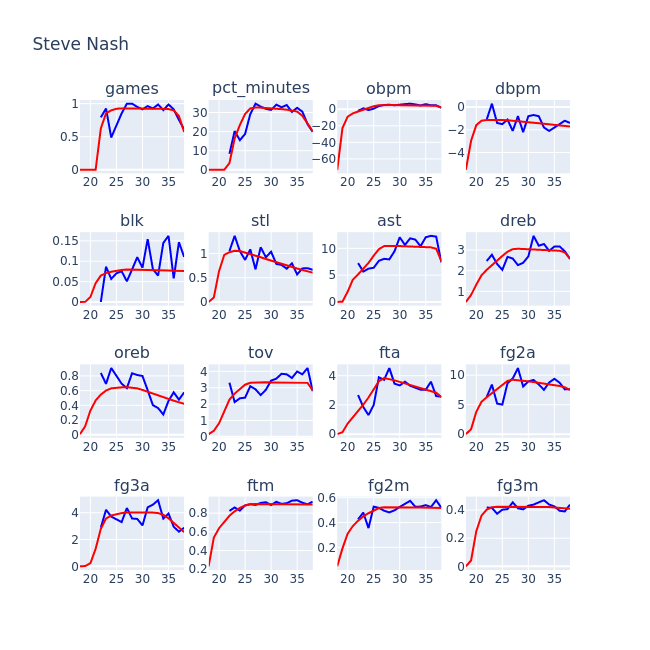 Steve Nash
games pct_minutes obpm dbpm
1 0.5 0 20 25 30 35
30 20 10 0 20 25 30 35
0 −20 −40 −60 20 25 30 35
0 −2 −4 20 25 30 35
blk stl ast dreb
0.15 0.1 0.05 0 20 25 30 35
1 0.5 0 20 25 30 35
10 5 0 20 25 30 35
3 2 1 20 25 30 35
oreb tov fta fg2a
0.8 0.6 0.4 0.2 0 20 25 30 35
4 3 2 1 0 20 25 30 35
4 2 0 20 25 30 35
10 5 0 20 25 30 35
fg3a ftm fg2m fg3m
4 2 0 20 25 30 35
0.8 0.6 0.4 0.2 20 25 30 35
0.6 0.4 0.2 20 25 30 35
0.4 0.2 0 20 25 30 35